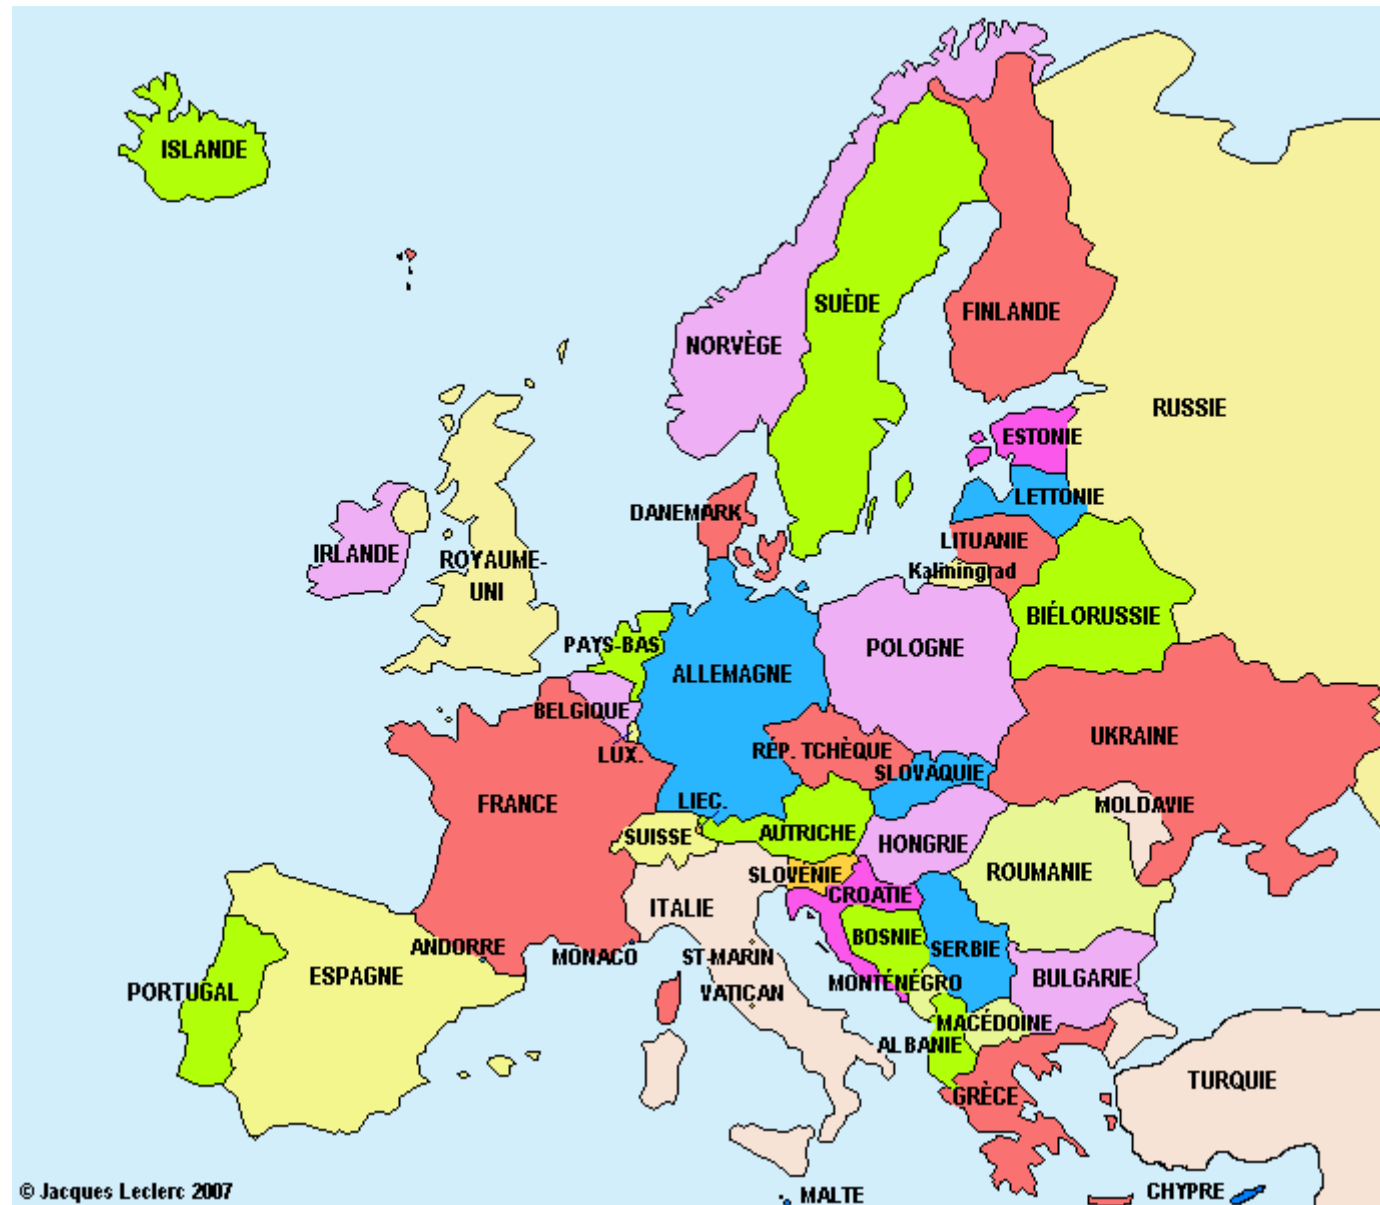 ISLANDE
SUÈDE
FINLANDE
NORVÈGE
RUSSIE
ESTONIE
LETTONIE
DANEMARK
LITUANIE
IRLANDE
ROYAUME-
UNI
Kaliningrad
BIÉLORUSSIE
PAYS-BAS
POLOGNE
ALLEMAGNE
BELGIQUE
UKRAINE
LUX.
RÉP. TCHÈQUE
SLOVAQUIE
FRANCE
LIEC.
MOLDAVIE
SUISSE
AUTRICHE
HONGRIE
ROUMANIE
SLOVÉNIE
CROATIE
ITALIE
BOSNIE
SERBIE
ANDORRE
MONACO
ST-MARIN
ESPAGNE
PORTUGAL
VATICAN
MONTÉNÉGRO
BULGARIE
MACÉDOINE
ALBANIE
GRÈCE
TURQUIE
© Jacques Leclerc 2007
MALTE
CHYPRE